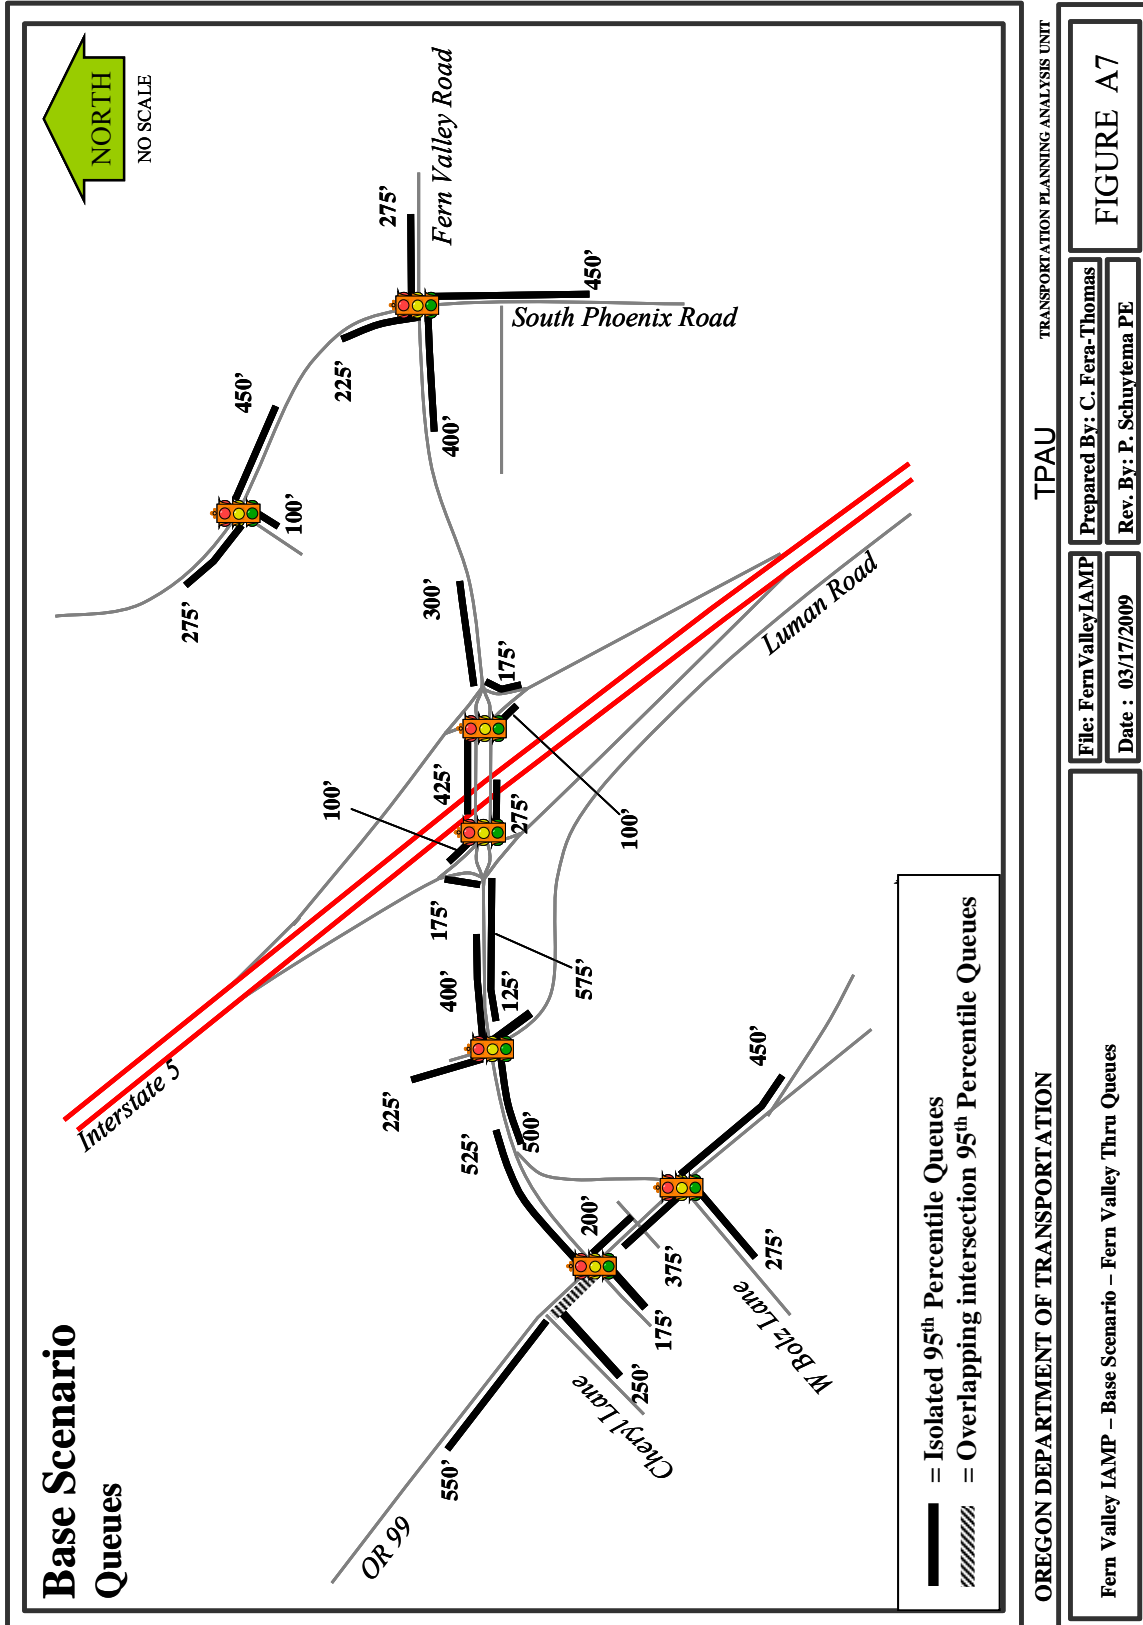 Base Scenario
Queues
NORTH
NO SCALE
Fern Valley Road
275'
450'
South Phoenix Road
225'
400'
450'
100'
275'
300'
175'
Luman Road
425'
100'
275'
100'
175'
400'
125'
575'
Interstate 5
225'
525'
500'
450'
200'
375'
275'
175'
W Bolz Lane
250'
Cheryl Lane
550'
OR 99
= Isolated 95th Percentile Queues
= Overlapping intersection 95th Percentile Queues
OREGON DEPARTMENT OF TRANSPORTATION
TPAU
TRANSPORTATION PLANNING ANALYSIS UNIT
Fern Valley IAMP – Base Scenario – Fern Valley Thru Queues
File: FernValleyIAMP
Prepared By: C. Fera-Thomas
Date : 03/17/2009
Rev. By: P. Schuytema PE
FIGURE A7